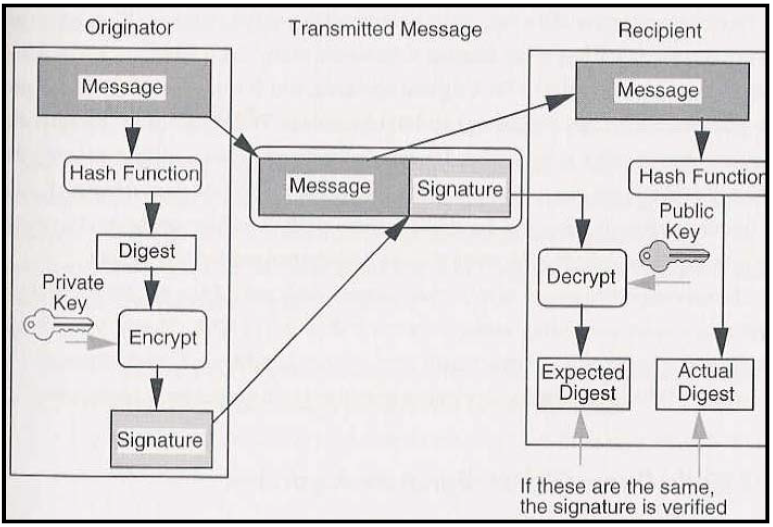 Originator
Transmitted Message
Recipient
Message
Hash Function
Digest
Private
Key
Encrypt
Signature
Message
Signature
Message
Hash Function
Public
Key
Decrypt
Expected
Digest
Actual
Digest
If these are the same,
the signature is verified